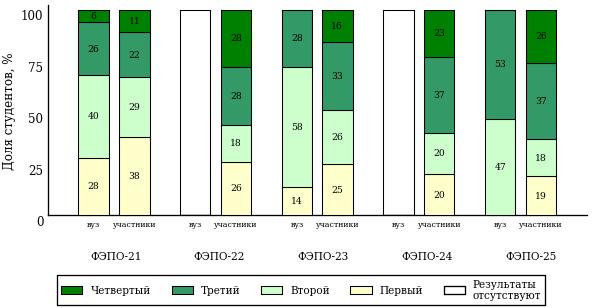 Доля студентов, %
100
75
50
25
0
6 11 28 28 16 23 53 26
26 22 28 58 33 37 47 37
40 29 18 14 26 20 18
28 38 26 25 20 19
вуз участники вуз участники вуз участники вуз участники вуз участники
ФЭПО-21 ФЭПО-22 ФЭПО-23 ФЭПО-24 ФЭПО-25
Четвертый Третий Второй Первый Результаты
отсутствуют